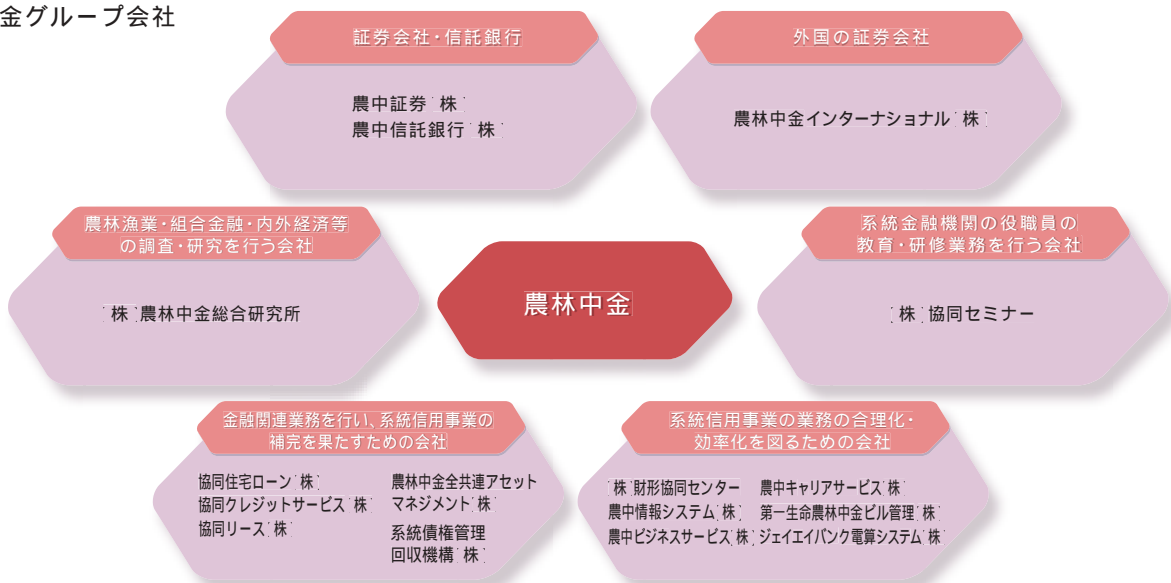 金グループ会社
証券会社・信託銀行
農中証券(株)
農中信託銀行(株)
外国の証券会社
農林中金インターナショナル(株)
農林漁業・組合金融・内外経済等
の調査・研究を行う会社
(株)農林中金総合研究所
農林中金
系統金融機関の役職員の
教育・研修業務を行う会社
(株)協同セミナー
金融関連業務を行い、系統信用事業の
補完を果たすための会社
協同住宅ローン(株)
協同クレジットサービス(株)
協同リース(株)
農林中金全共連アセット
マネジメント(株)
系統債権管理
回収機構(株)
系統信用事業の業務の合理化・
効率化を図るための会社
(株)財形協同センター
農中情報システム(株)
農中ビジネスサービス(株)
農中キャリアサービス(株)
第一生命農林中金ビル管理(株)
ジェイエイバンク電算システム(株)